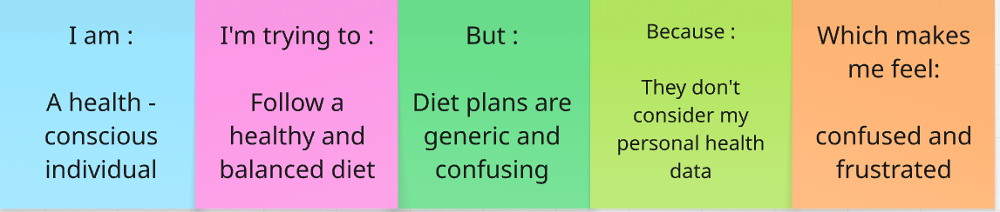 I am :
A health -
conscious
individual
I'm trying to :
Follow a
healthy and
balanced diet
But :
Diet plans are
generic and
confusing
Because :
They don't
consider my
personal health
data
Which makes
me feel:
confused and
frustrated